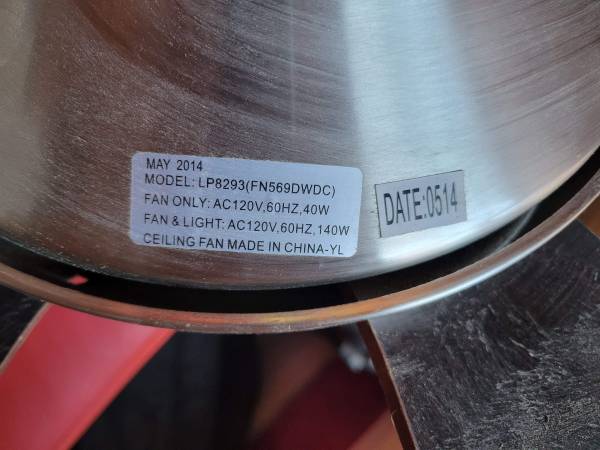 MAY 2014
MODEL: LP8293(FN569DWDC)
FAN ONLY: AC120V,60HZ,40W
FAN & LIGHT: AC120V,60HZ,140W
CEILING FAN MADE IN CHINA-YL
DATE:0514